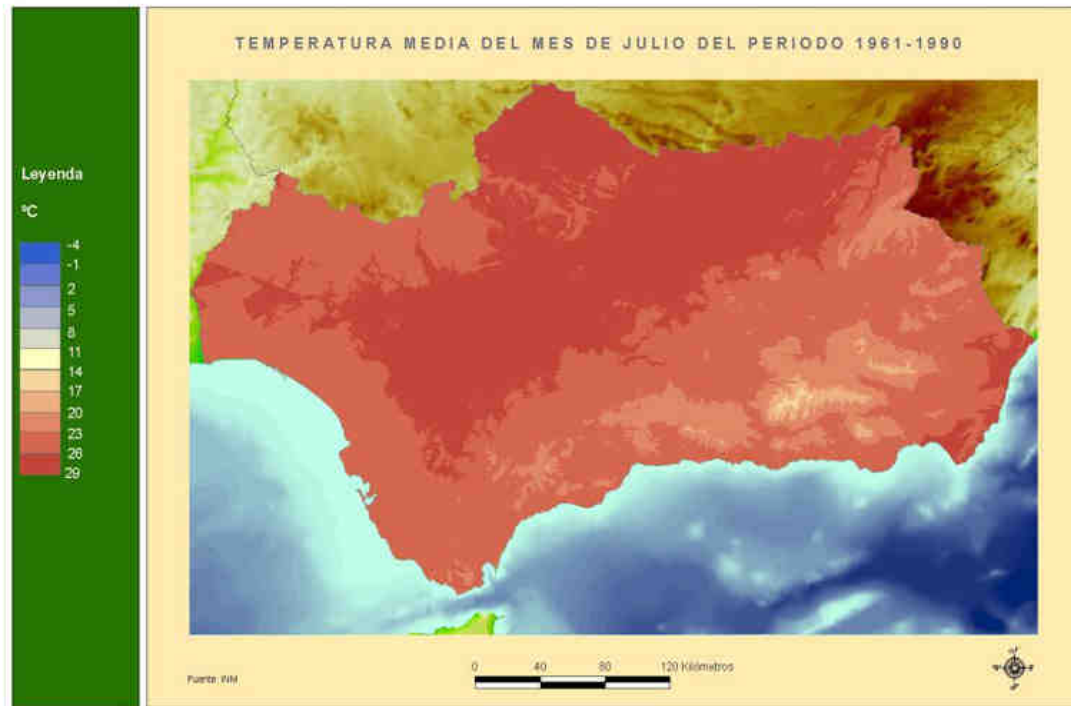 TEMPERATURA MEDIA DEL MES DE JULIO DEL PERIODO 1961-1990
Leyenda
ºC
-4
-1
2
5
8
11
14
17
20
23
26
29
0 40 80 120 Kilómetros
Fuente: INM